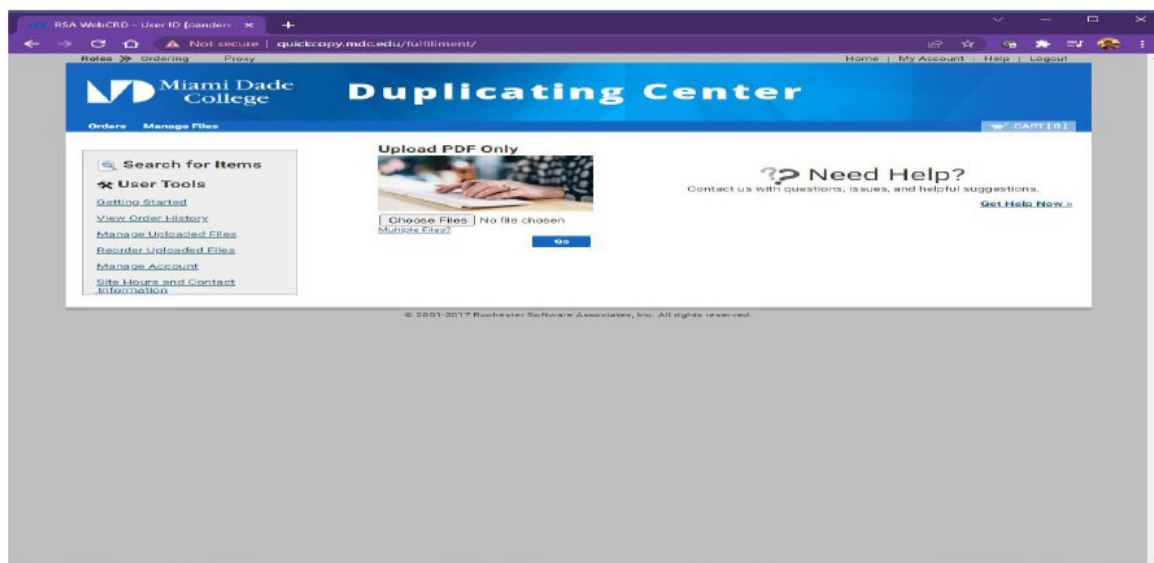 RSA WebCRD - User ID [pander
Not secure | quickcopy.mdc.edu/fulfillment/
Roles » Ordering Proxy
Home | My Account | Help | Logout
Miami Dade
College
Duplicating Center
Orders Manage Files
CART [ 0 ]
Search for Items
User Tools
Getting Started
View Order History
Manage Uploaded Files
Reorder Uploaded Files
Manage Account
Site Hours and Contact
Information
Upload PDF Only
Choose Files No file chosen
Multiple Files?
Go
Need Help?
Contact us with questions, issues, and helpful suggestions.
Get Help Now »
© 2001-2017 Rochester Software Associates, Inc. All rights reserved.